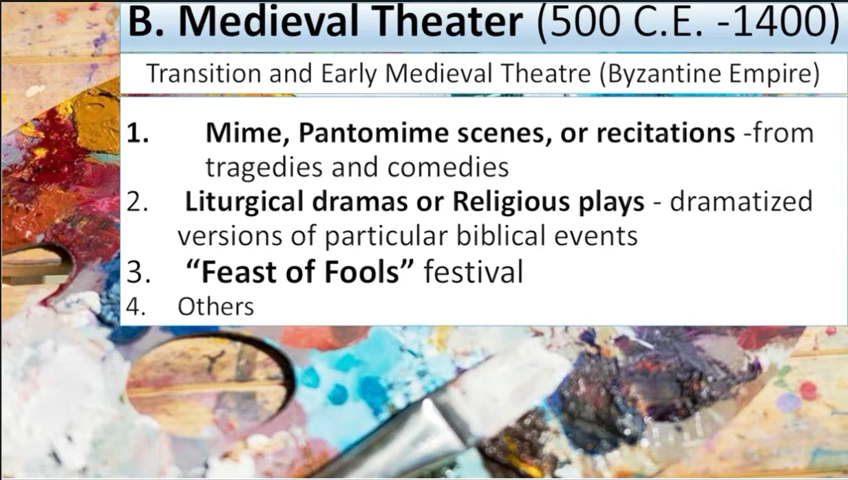 B. Medieval Theater (500 C.E. -1400)
Transition and Early Medieval Theatre (Byzantine Empire)
1. Mime, Pantomime scenes, or recitations -from
tragedies and comedies
2. Liturgical dramas or Religious plays - dramatized
versions of particular biblical events
3. “Feast of Fools” festival
4. Others